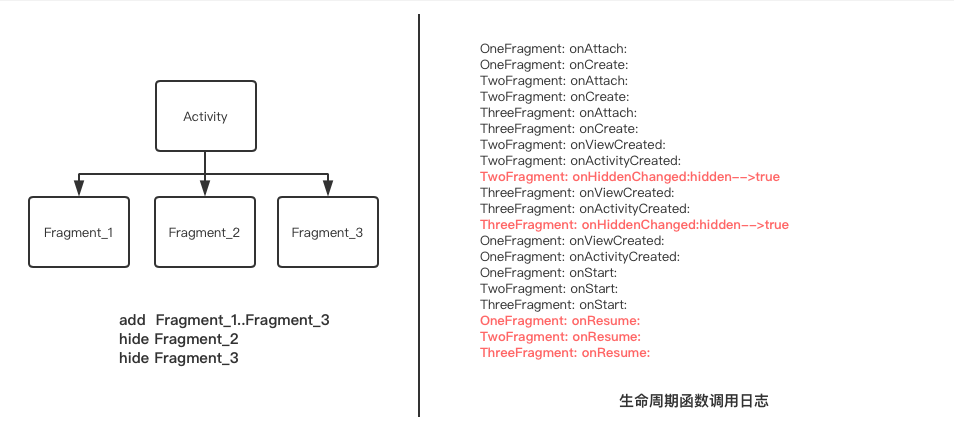 Activity
Fragment_1
Fragment_2
Fragment_3
add Fragment_1..Fragment_3
hide Fragment_2
hide Fragment_3
OneFragment: onAttach:
OneFragment: onCreate:
TwoFragment: onAttach:
TwoFragment: onCreate:
ThreeFragment: onAttach:
ThreeFragment: onCreate:
TwoFragment: onViewCreated:
TwoFragment: onActivityCreated:
TwoFragment: onHiddenChanged:hidden-->true
ThreeFragment: onViewCreated:
ThreeFragment: onActivityCreated:
ThreeFragment: onHiddenChanged:hidden-->true
OneFragment: onViewCreated:
OneFragment: onActivityCreated:
OneFragment: onStart:
TwoFragment: onStart:
ThreeFragment: onStart:
OneFragment: onResume:
TwoFragment: onResume:
ThreeFragment: onResume:
生命周期函数调用日志